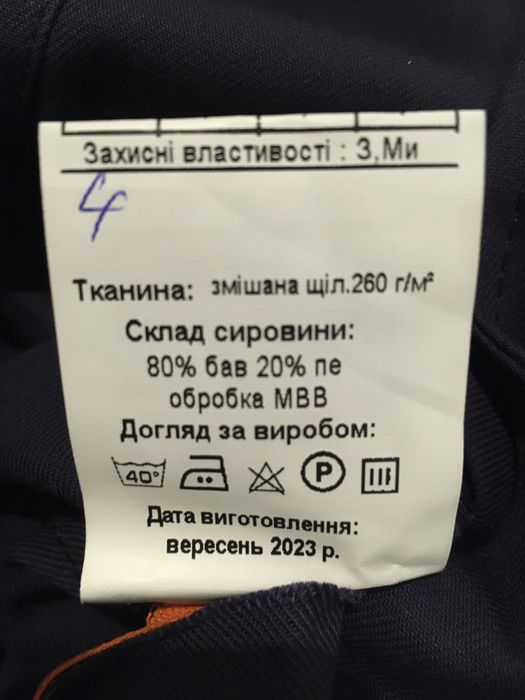 Захисні властивості : З,Ми
4
Тканина: змішана щіл.260 г/м²
Склад сировини:
80% бав 20% пе
обробка МВВ
Догляд за виробом:
40° P
Дата виготовлення:
вересень 2023 р.